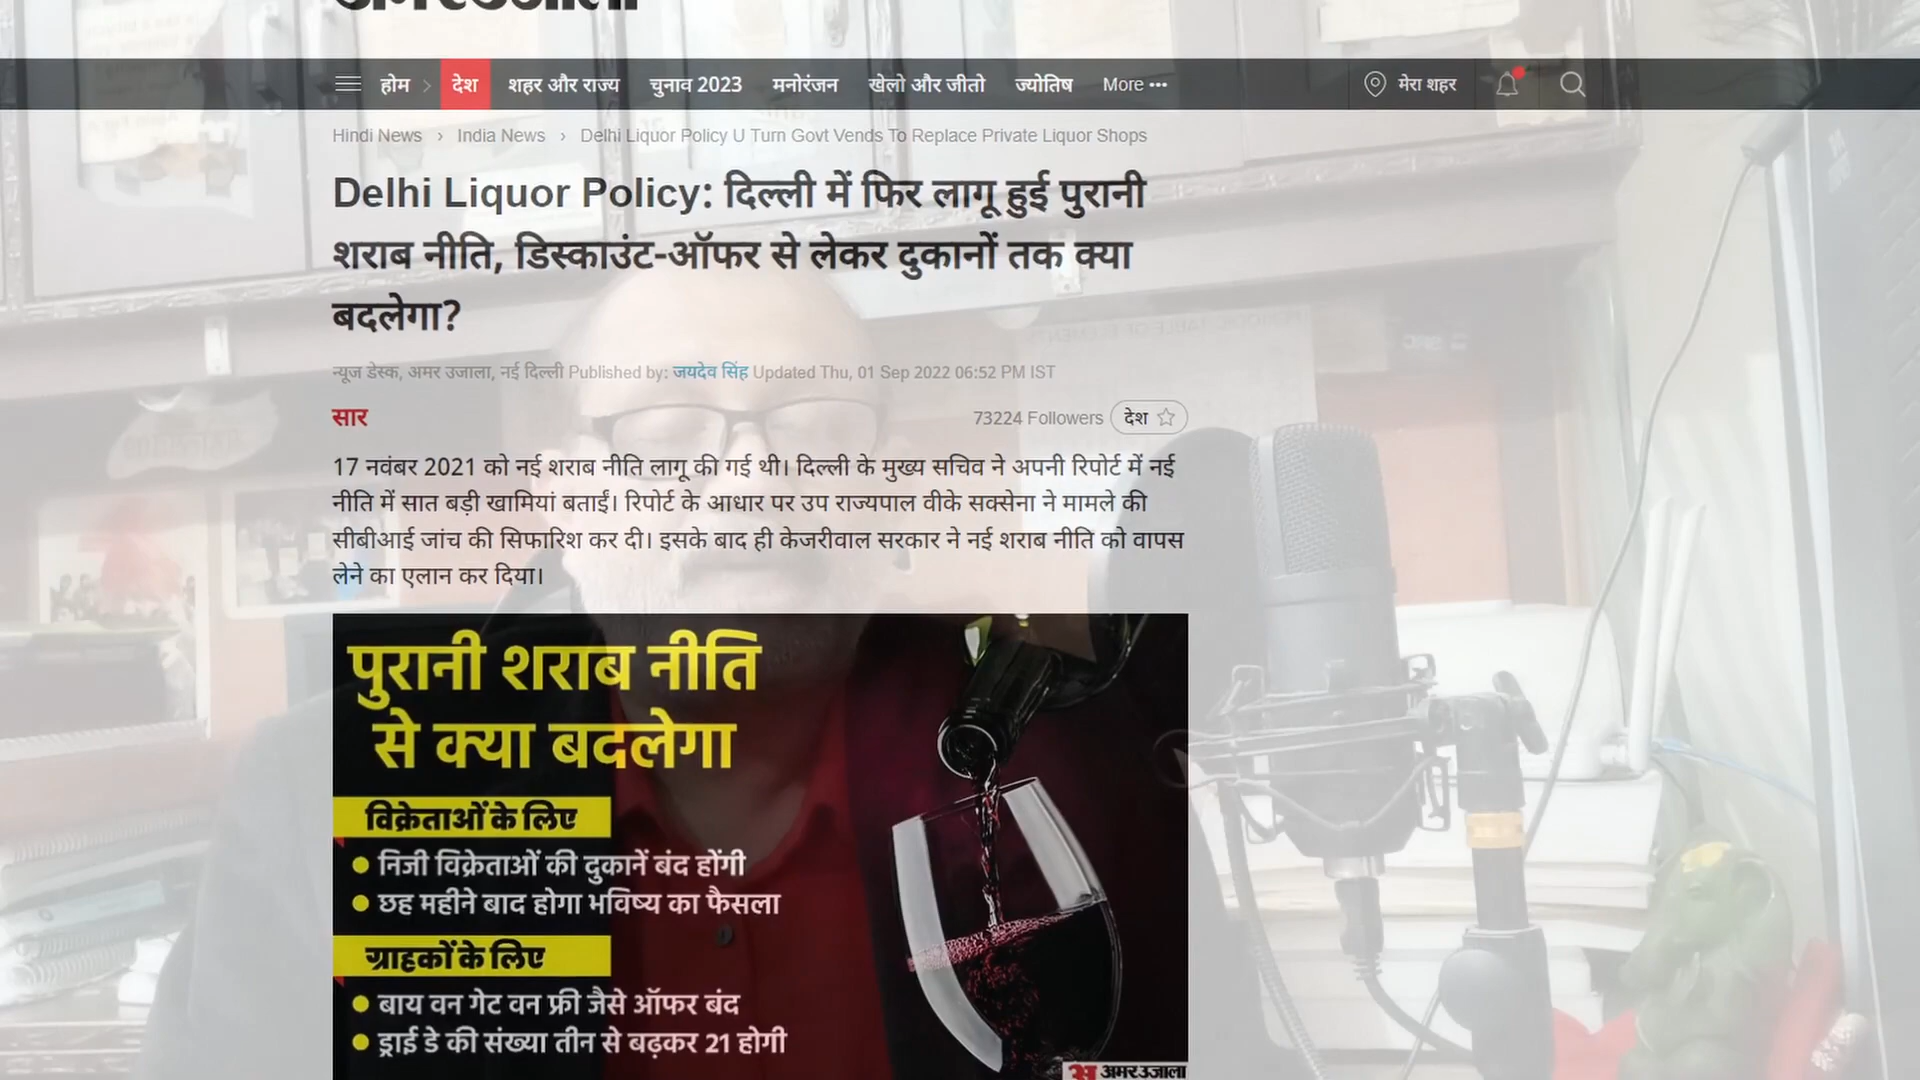 होम
देश
शहर और राज्य
चुनाव 2023
मनोरंजन
खेलो और जीतो
ज्योतिष
More •••
मेरा शहर
Hindi News › India News › Delhi Liquor Policy U Turn Govt Vends To Replace Private Liquor Shops
Delhi Liquor Policy: दिल्ली में फिर लागू हुई पुरानी
शराब नीति, डिस्काउंट-ऑफर से लेकर दुकानों तक क्या
बदलेगा?
न्यूज डेस्क, अमर उजाला, नई दिल्ली Published by: जयदेव सिंह Updated Thu, 01 Sep 2022 06:52 PM IST
सार
73224 Followers
देश
17 नवंबर 2021 को नई शराब नीति लागू की गई थी। दिल्ली के मुख्य सचिव ने अपनी रिपोर्ट में नई
नीति में सात बड़ी खामियां बताईं। रिपोर्ट के आधार पर उप राज्यपाल वीके सक्सेना ने मामले की
सीबीआई जांच की सिफारिश कर दी। इसके बाद ही केजरीवाल सरकार ने नई शराब नीति को वापस
लेने का एलान कर दिया।
पुरानी शराब नीति
से क्या बदलेगा
विक्रेताओं के लिए
● निजी विक्रेताओं की दुकानें बंद होंगी
● छह महीने बाद होगा भविष्य का फैसला
ग्राहकों के लिए
● बाय वन गेट वन फ्री जैसे ऑफर बंद
● ड्राई डे की संख्या तीन से बढ़कर 21 होगी
अमर उजाला